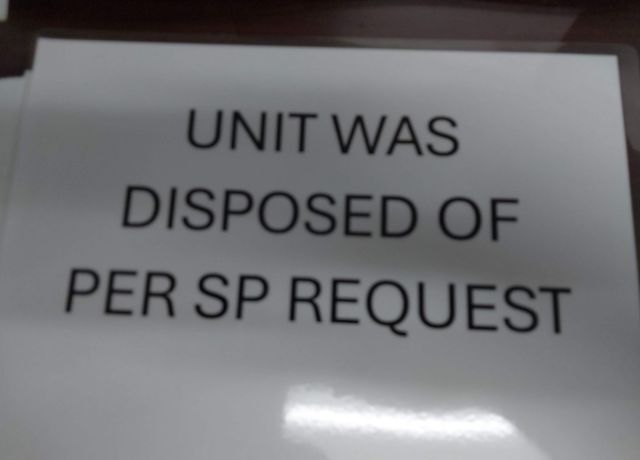 UNIT WAS
DISPOSED OF
PER SP REQUEST